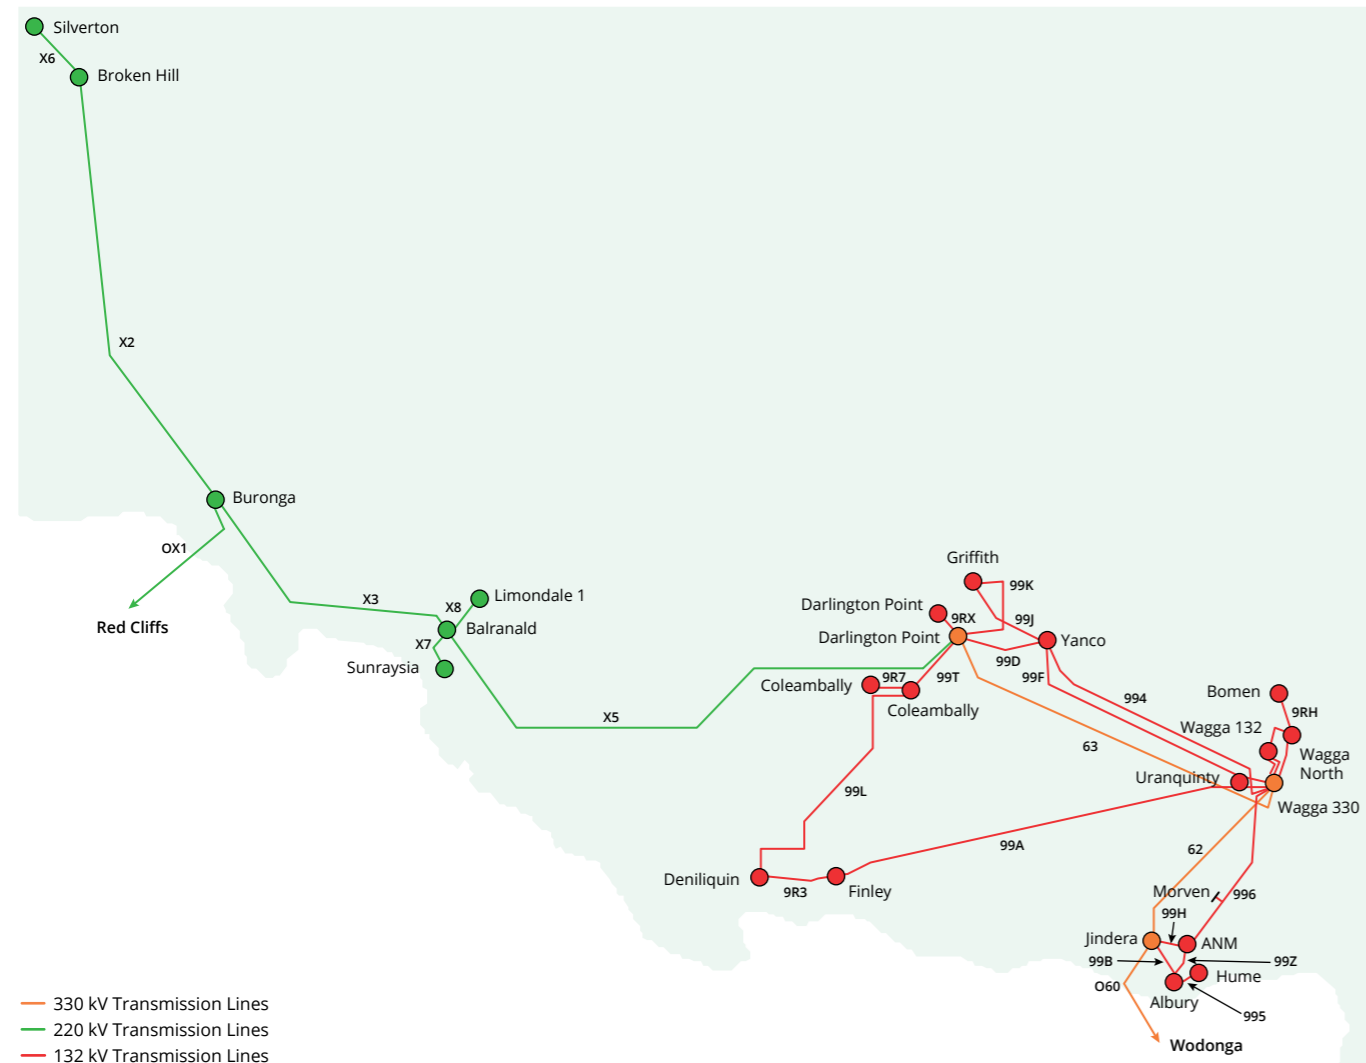 Silverton
X6
Broken Hill
X2
Buronga
OX1
Red Cliffs
X3
X8
Limondale 1
Balranald
X7
Sunraysia
X5
Griffith
99K
Darlington Point
9RX
99J
Darlington Point
Yanco
99D
99F
99T
Coleambally
9R7
Coleambally
994
63
Bomen
9RH
Wagga 132
Wagga
North
Uranquinty
Wagga 330
99L
99A
62
Deniliquin
9R3
Finley
Morven
996
99H
Jindera
ANM
99B
99Z
Hume
O60
Albury
995
Wodonga
330 kV Transmission Lines
220 kV Transmission Lines
132 kV Transmission Lines